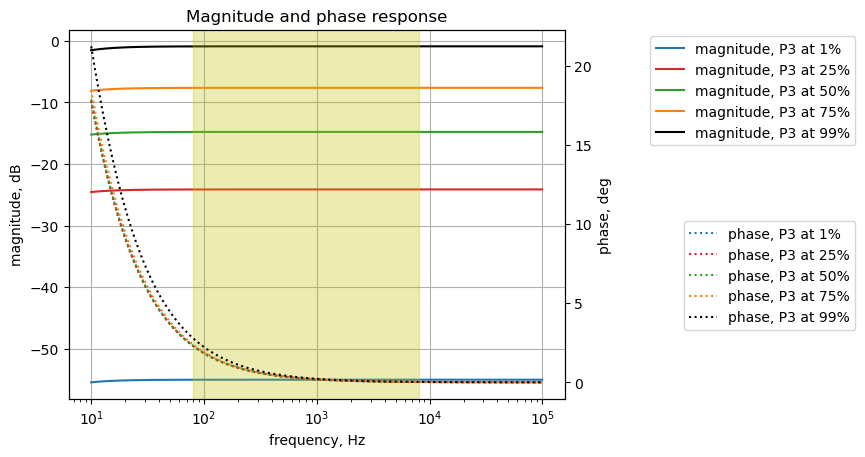 Magnitude and phase response
magnitude, dB
0
−10
−20
−30
−40
−50
20
15
10
5
0
phase, deg
10¹
10²
10³
10⁴
10⁵
frequency, Hz
magnitude, P3 at 1%
magnitude, P3 at 25%
magnitude, P3 at 50%
magnitude, P3 at 75%
magnitude, P3 at 99%
phase, P3 at 1%
phase, P3 at 25%
phase, P3 at 50%
phase, P3 at 75%
phase, P3 at 99%